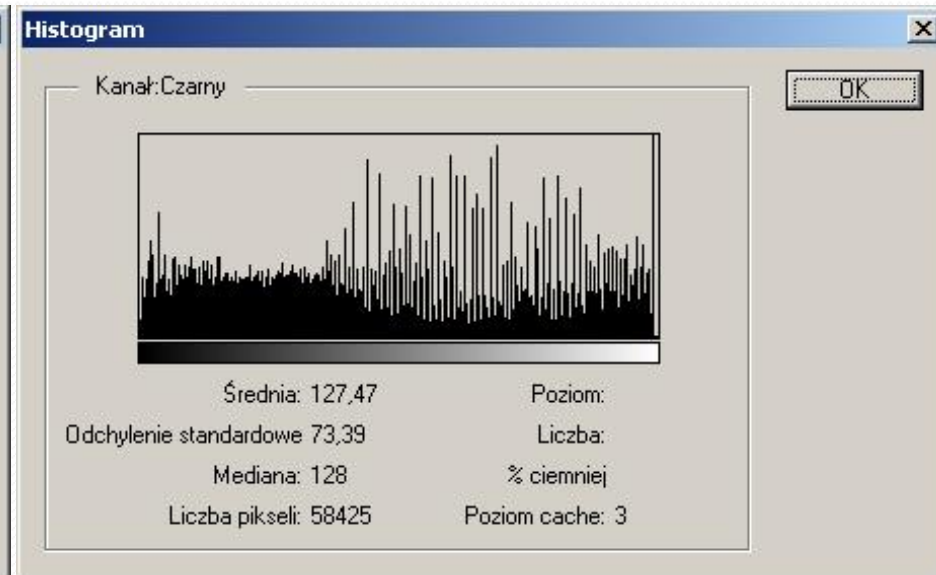 Histogram
Kanał:Czarny
OK
Średnia: 127,47
Poziom:
Odchylenie standardowe 73,39
Liczba:
Mediana: 128
% ciemniej
Liczba pikseli: 58425
Poziom cache: 3